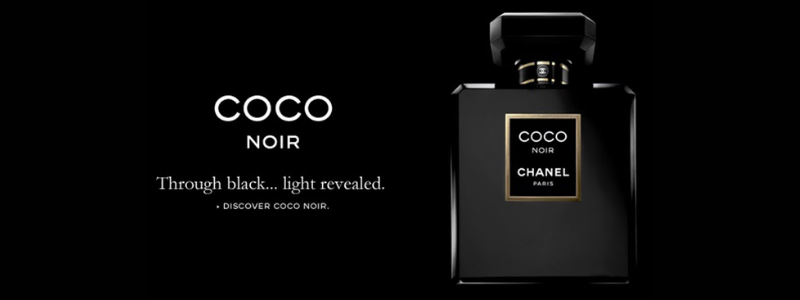 COCO
NOIR
Through black... light revealed.
• DISCOVER COCO NOIR.
COCO
NOIR
CHANEL
PARIS